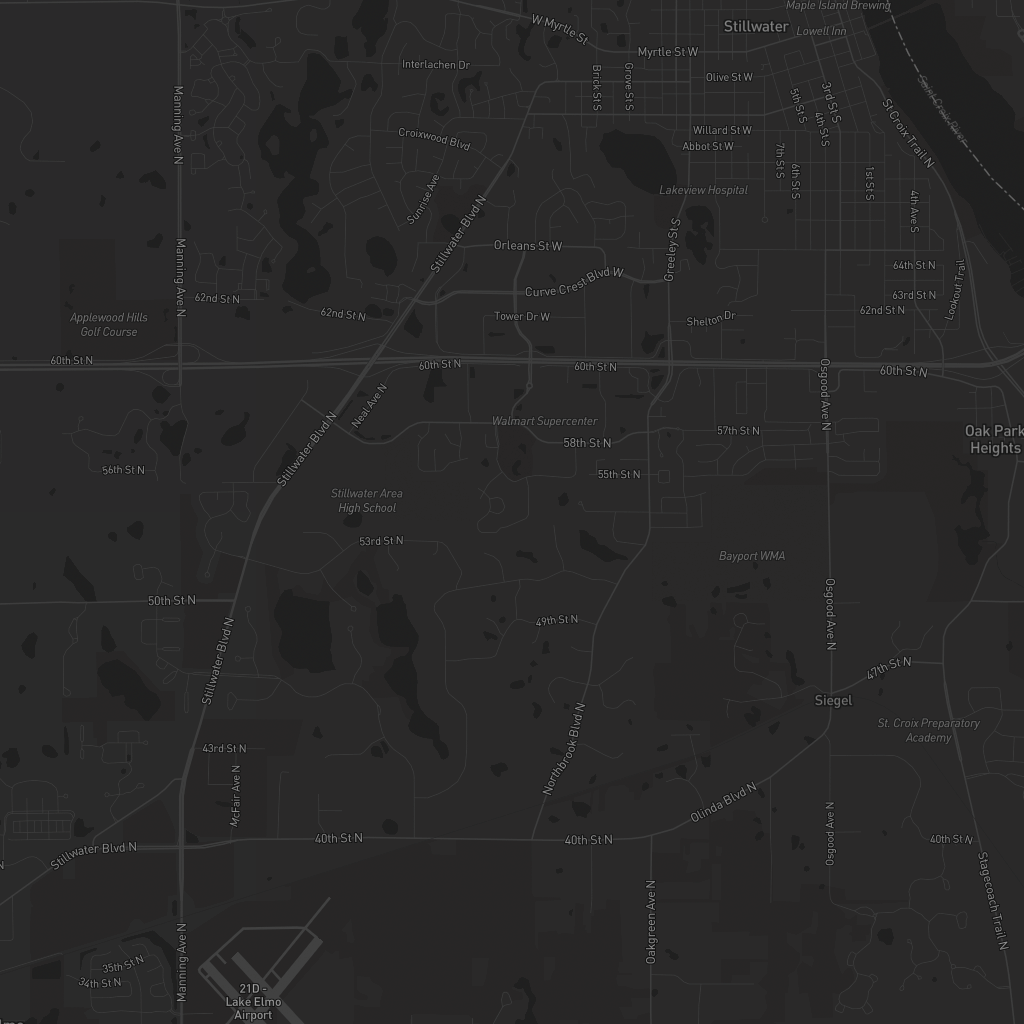 Maple Island Brewing
Stillwater
Lowell Inn
W Myrtle St
Myrtle St W
Interlachen Dr
Olive St W
Brick St S
Grove St S
5th St S
3rd St S
4th St S
St Croix Trail N
Saint Croix River
Manning Ave N
Croixwood Blvd
Willard St W
Abbot St W
7th St S
6th St S
1st St S
4th Ave S
Sunrise Ave
Stillwater Blvd N
Lakeview Hospital
Greeley St S
Orleans St W
Manning Ave N
Curve Crest Blvd W
64th St N
63rd St N
62nd St N
Lookout Trail
62nd St N
62nd St N
Tower Dr W
Shelton Dr
Applewood Hills
Golf Course
60th St N
60th St N
60th St N
60th St N
Neal Ave N
Osgood Ave N
Walmart Supercenter
Stillwater Blvd N
58th St N
57th St N
Oak Park
Heights
56th St N
55th St N
Stillwater Area
High School
53rd St N
Bayport WMA
50th St N
49th St N
Osgood Ave N
Stillwater Blvd N
47th St N
Siegel
St. Croix Preparatory
Academy
43rd St N
McFair Ave N
Northbrook Blvd N
Olinda Blvd N
40th St N
40th St N
Osgood Ave N
40th St N
Stillwater Blvd N
N
Stagecoach Trail N
Oakgreen Ave N
Manning Ave N
35th St N
34th St N
21D -
Lake Elmo
Airport